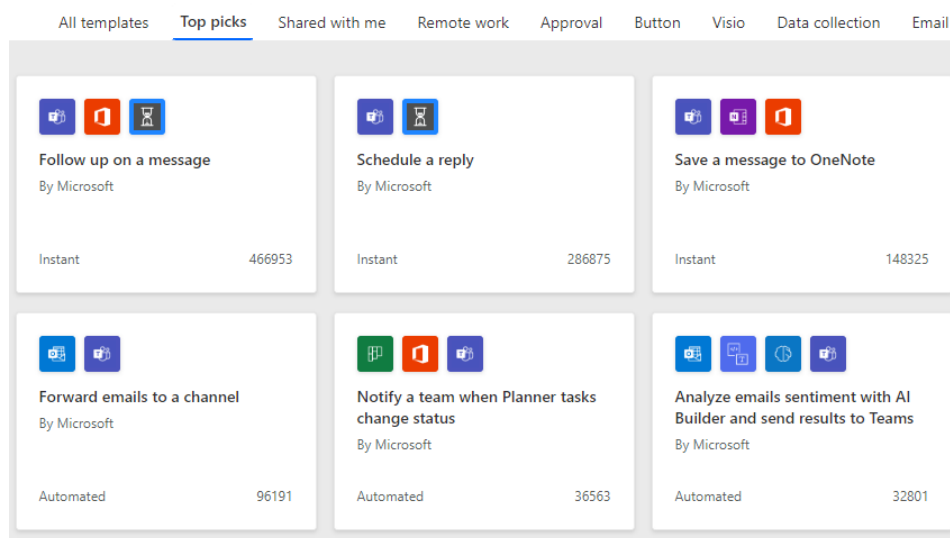 All templates Top picks Shared with me Remote work Approval Button Visio Data collection Email
Follow up on a message
By Microsoft
Instant 466953
Schedule a reply
By Microsoft
Instant 286875
Save a message to OneNote
By Microsoft
Instant 148325
Forward emails to a channel
By Microsoft
Automated 96191
Notify a team when Planner tasks
change status
By Microsoft
Automated 36563
Analyze emails sentiment with AI
Builder and send results to Teams
By Microsoft
Automated 32801